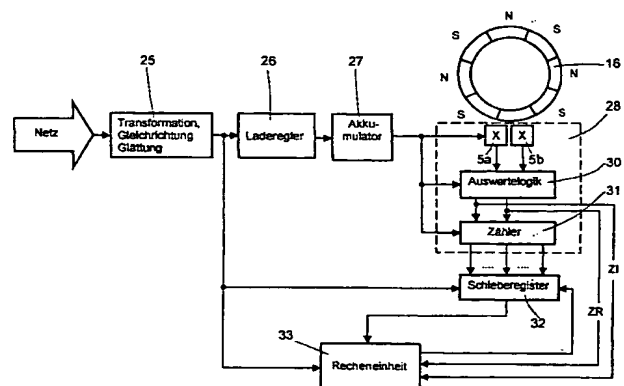 N
S
S
25
26
27
16
N
N
Netz
Transformation,
Gleichrichtung
Glättung
Laderegler
Akku-
mulator
S
S
28
X
X
5a
5b
Auswertelogik
30
31
Zähler
....
....
ZI
ZR
Schieberegister
32
33
Recheneinheit